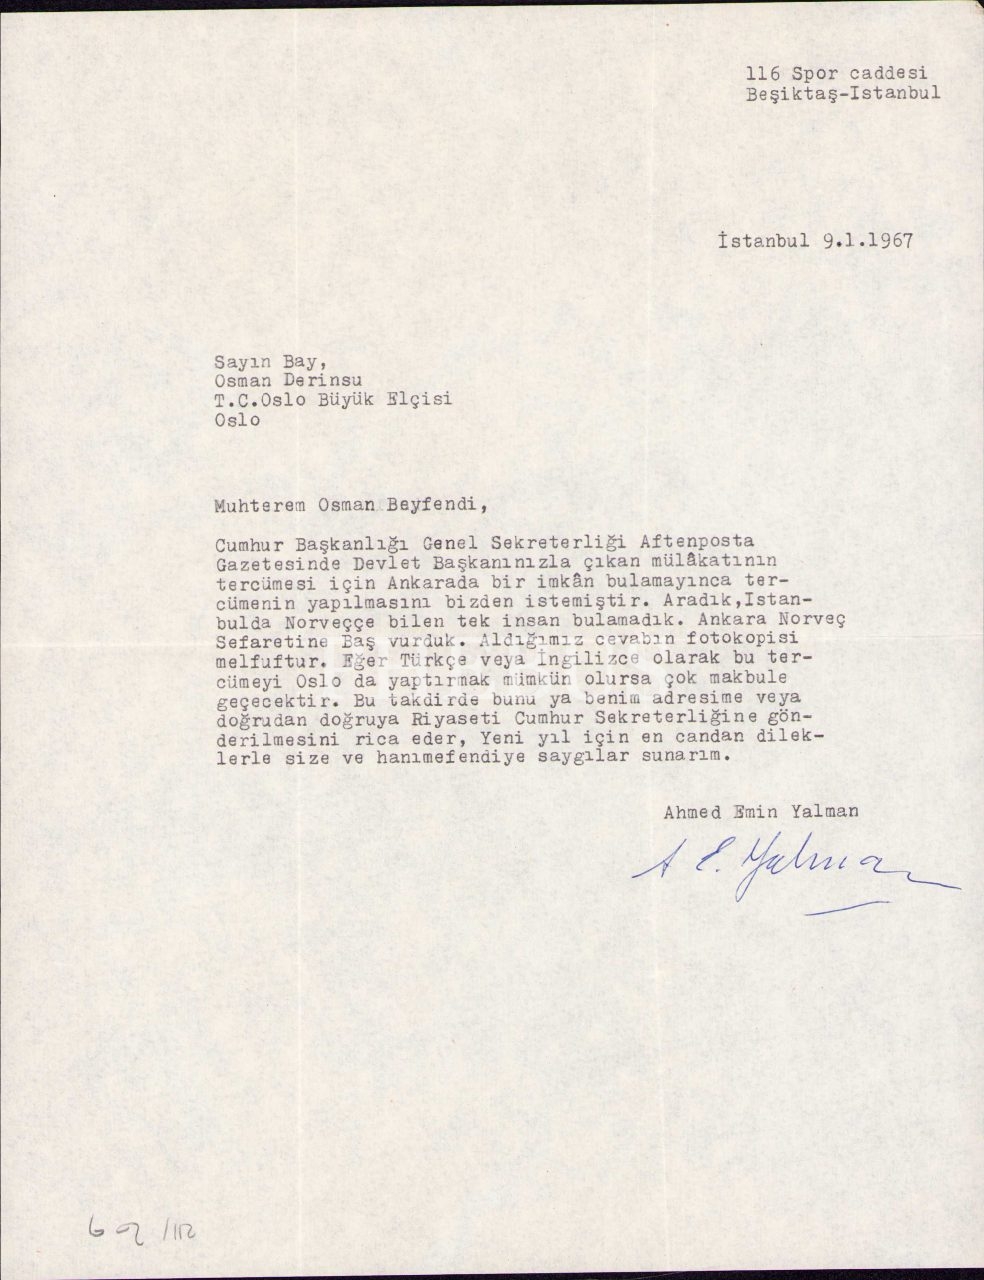 116 Spor caddesi
Beşiktaş-Istanbul
İstanbul 9.1.1967
Sayın Bay,
Osman Derinsu
T.C.Oslo Büyük Elçisi
Oslo
Muhterem Osman Beyfendi,
Cumhur Başkanlığı Genel Sekreterliği Aftenposta
Gazetesinde Devlet Başkanınızla çıkan mülâkatının
tercümesi için Ankarada bir imkân bulamayınca ter-
cümenin yapılmasını bizden istemiştir. Aradık,Istan-
bulda Norveççe bilen tek insan bulamadık. Ankara Norveç
Sefaretine Baş vurduk. Aldığımız cevabın fotokopisi
melfuftur. Eğer Türkçe veya İngilizce olarak bu ter-
cümeyi Oslo da yaptırmak mümkün olursa çok makbule
geçecektir. Bu takdirde bunu ya benim adresime veya
doğrudan doğruya Riyaseti Cumhur Sekreterliğine gön-
derilmesini rica eder, Yeni yıl için en candan dilek-
lerle size ve hanımefendiye saygılar sunarım.
Ahmed Emin Yalman
A E. Yalman